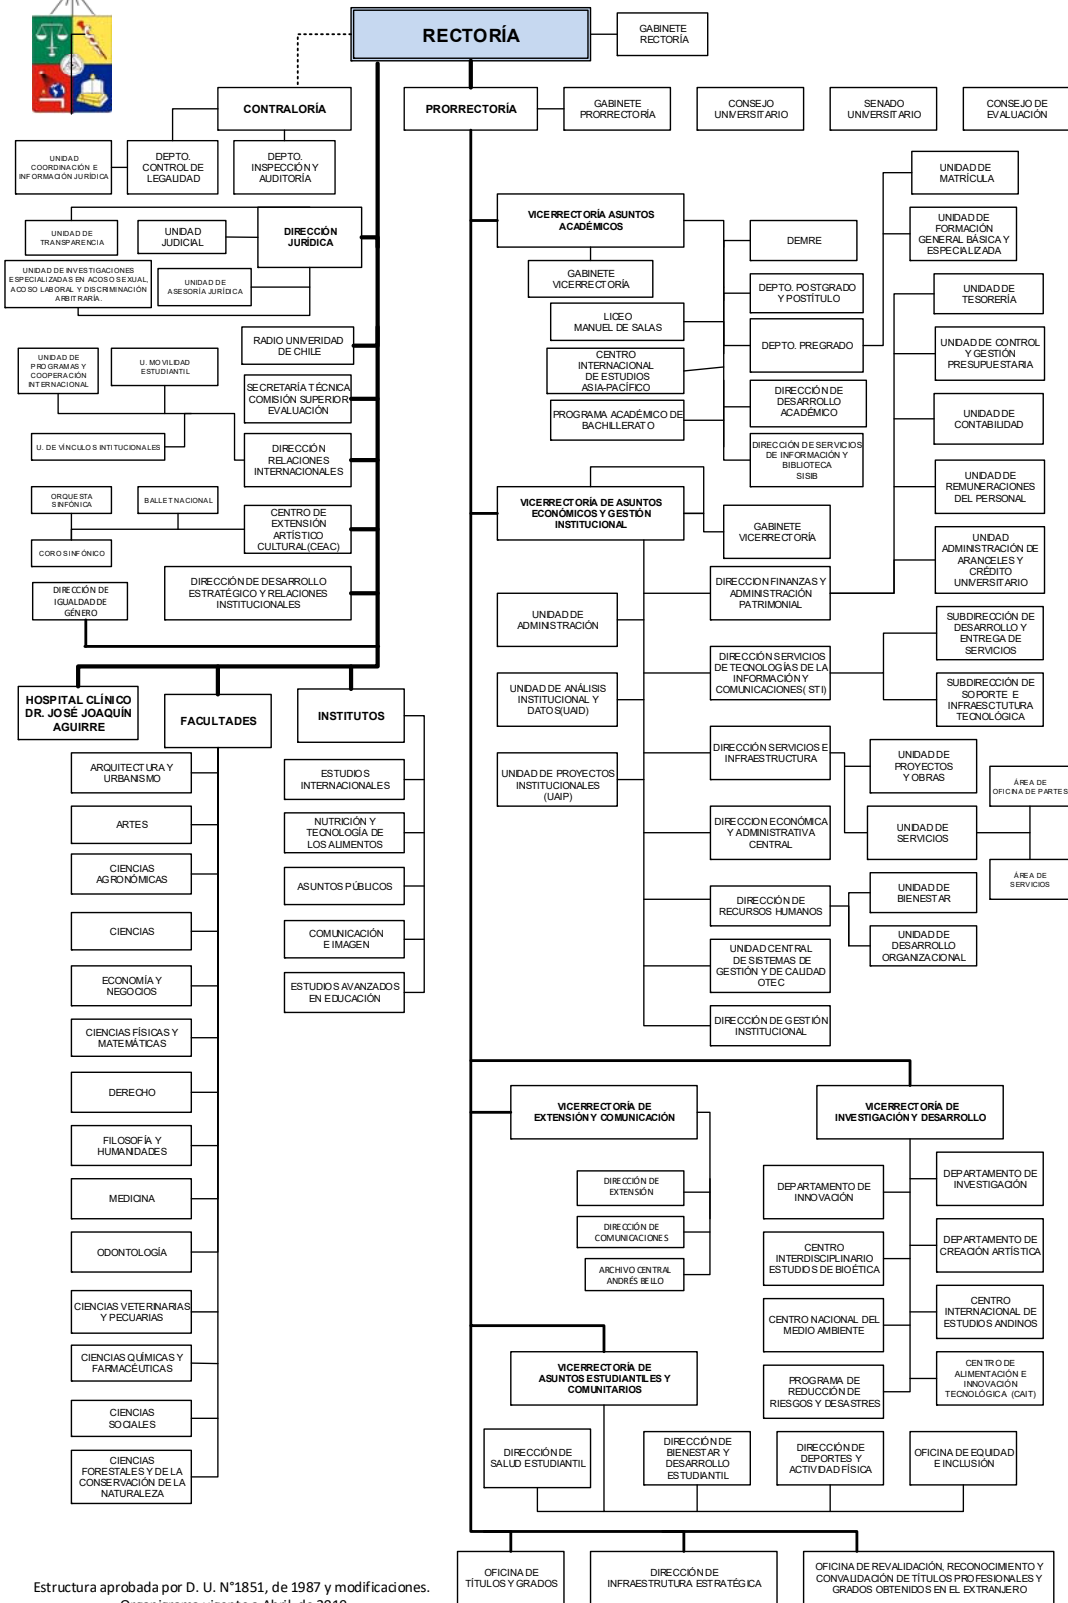 RECTORÍA
GABINETE
RECTORÍA
CONTRALORÍA
PRORRECTORÍA
GABINETE
PRORRECTORÍA
CONSEJO
UNIVERSITARIO
SENADO
UNIVERSITARIO
CONSEJO DE
EVALUACIÓN
UNIDAD
COORDINACIÓN E
INFORMACIÓN JURÍDICA
DEPTO.
CONTROL DE
LEGALIDAD
DEPTO.
INSPECCIÓN Y
AUDITORÍA
UNIDAD DE
TRANSPARENCIA
UNIDAD
JUDICIAL
DIRECCIÓN
JURÍDICA
UNIDAD DE INVESTIGACIONES
ESPECIALIZADAS EN ACOSO SEXUAL,
ACOSO LABORAL Y DISCRIMINACIÓN
ARBITRARÍA.
UNIDAD DE
ASESORÍA JURÍDICA
RADIO UNIVERIDAD
DE CHILE
UNIDAD DE
PROGRAMAS Y
COOPERACIÓN
INTERNACIONAL
U. MOVILIDAD
ESTUDIANTIL
SECRETARÍA TÉCNICA
COMISIÓN SUPERIOR
EVALUACIÓN
U. DE VÍNCULOS INTITUCIONALES
DIRECCIÓN
RELACIONES
INTERNACIONALES
ORQUESTA
SINFÓNICA
BALLET NACIONAL
CORO SINFÓNICO
CENTRO DE
EXTENSIÓN
ARTÍSTICO
CULTURAL(CEAC)
DIRECCIÓN DE
IGUALDAD DE
GÉNERO
DIRECCIÓN DE DESARROLLO
ESTRATÉGICO Y RELACIONES
INSTITUCIONALES
HOSPITAL CLÍNICO
DR. JOSÉ JOAQUÍN
AGUIRRE
FACULTADES
INSTITUTOS
ARQUITECTURA Y
URBANISMO
ARTES
CIENCIAS
AGRONÓMICAS
CIENCIAS
ECONOMÍA Y
NEGOCIOS
CIENCIAS FÍSICAS Y
MATEMÁTICAS
DERECHO
FILOSOFÍA Y
HUMANIDADES
MEDICINA
ODONTOLOGÍA
CIENCIAS VETERINARIAS
Y PECUARIAS
CIENCIAS QUÍMICAS Y
FARMACÉUTICAS
CIENCIAS
SOCIALES
CIENCIAS
FORESTALES Y DE LA
CONSERVACIÓN DE LA
NATURALEZA
ESTUDIOS
INTERNACIONALES
NUTRICIÓN Y
TECNOLOGÍA DE
LOS ALIMENTOS
ASUNTOS PÚBLICOS
COMUNICACIÓN
E IMAGEN
ESTUDIOS AVANZADOS
EN EDUCACIÓN
VICERRECTORÍA ASUNTOS
ACADÉMICOS
GABINETE
VICERRECTORÍA
LICEO
MANUEL DE SALAS
CENTRO
INTERNACIONAL
DE ESTUDIOS
ASIA-PACÍFICO
PROGRAMA ACADÉMICO DE
BACHILLERATO
DEMRE
DEPTO. POSTGRADO
Y POSTÍTULO
DEPTO. PREGRADO
DIRECCIÓN DE
DESARROLLO
ACADÉMICO
DIRECCIÓN DE SERVICIOS
DE INFORMACIÓN Y
BIBLIOTECA
SISIB
UNIDAD DE
MATRÍCULA
UNIDAD DE
FORMACIÓN
GENERAL BÁSICA Y
ESPECIALIZADA
UNIDAD DE
TESORERÍA
UNIDAD DE CONTROL
Y GESTIÓN
PRESUPUESTARIA
UNIDAD DE
CONTABILIDAD
UNIDAD DE
REMUNERACIONES
DEL PERSONAL
UNIDAD
ADMINISTRACIÓN DE
ARANCELES Y
CRÉDITO
UNIVERSITARIO
VICERRECTORÍA DE ASUNTOS
ECONÓMICOS Y GESTIÓN
INSTITUCIONAL
GABINETE
VICERRECTORÍA
UNIDAD DE
ADMINISTRACIÓN
UNIDAD DE ANÁLISIS
INSTITUCIONAL Y
DATOS(UAID)
UNIDAD DE PROYECTOS
INSTITUCIONALES
(UAIP)
DIRECCION FINANZAS Y
ADMINISTRACIÓN
PATRIMONIAL
DIRECCIÓN SERVICIOS
DE TECNOLOGÍAS DE LA
INFORMACIÓN Y
COMUNICACIONES( STI)
SUBDIRECCIÓN DE
DESARROLLO Y
ENTREGA DE
SERVICIOS
SUBDIRECCIÓN DE
SOPORTE E
INFRAESCTUTURA
TECNOLÓGICA
DIRECCIÓN SERVICIOS E
INFRAESTRUCTURA
UNIDAD DE
PROYECTOS
Y OBRAS
UNIDAD DE
SERVICIOS
ÁREA DE
OFICINA DE PARTES
ÁREA DE
SERVICIOS
DIRECCION ECONÓMICA
Y ADMINISTRATIVA
CENTRAL
DIRECCIÓN DE
RECURSOS HUMANOS
UNIDAD DE
BIENESTAR
UNIDAD DE
DESARROLLO
ORGANIZACIONAL
UNIDAD CENTRAL
DE SISTEMAS DE
GESTIÓN Y DE CALIDAD
OTEC
DIRECCIÓN DE GESTIÓN
INSTITUCIONAL
VICERRECTORÍA DE
EXTENSIÓN Y COMUNICACIÓN
DIRECCIÓN DE
EXTENSIÓN
DIRECCIÓN DE
COMUNICACIONES
ARCHIVO CENTRAL
ANDRÉS BELLO
VICERRECTORÍA DE
INVESTIGACIÓN Y DESARROLLO
DEPARTAMENTO DE
INNOVACIÓN
DEPARTAMENTO DE
INVESTIGACIÓN
CENTRO
INTERDISCIPLINARIO
ESTUDIOS DE BIOÉTICA
DEPARTAMENTO DE
CREACIÓN ARTÍSTICA
CENTRO NACIONAL DEL
MEDIO AMBIENTE
CENTRO
INTERNACIONAL DE
ESTUDIOS ANDINOS
PROGRAMA DE
REDUCCIÓN DE
RIESGOS Y DESASTRES
CENTRO DE
ALIMENTACIÓN E
INNOVACIÓN
TECNOLÓGICA (CAIT)
VICERRECTORÍA DE
ASUNTOS ESTUDIANTILES Y
COMUNITARIOS
DIRECCIÓN DE
SALUD ESTUDIANTIL
DIRECCIÓN DE
BIENESTAR Y
DESARROLLO
ESTUDIANTIL
DIRECCIÓN DE
DEPORTES Y
ACTIVIDAD FÍSICA
OFICINA DE EQUIDAD
E INCLUSIÓN
OFICINA DE
TÍTULOS Y GRADOS
DIRECCIÓN DE
INFRAESTRUTURA ESTRATÉGICA
OFICINA DE REVALIDACIÓN, RECONOCIMIENTO Y
CONVALIDACIÓN DE TÍTULOS PROFESIONALES Y
GRADOS OBTENIDOS EN EL EXTRANJERO
Estructura aprobada por D. U. N°1851, de 1987 y modificaciones.
Organigrama vigente a Abril de 2019